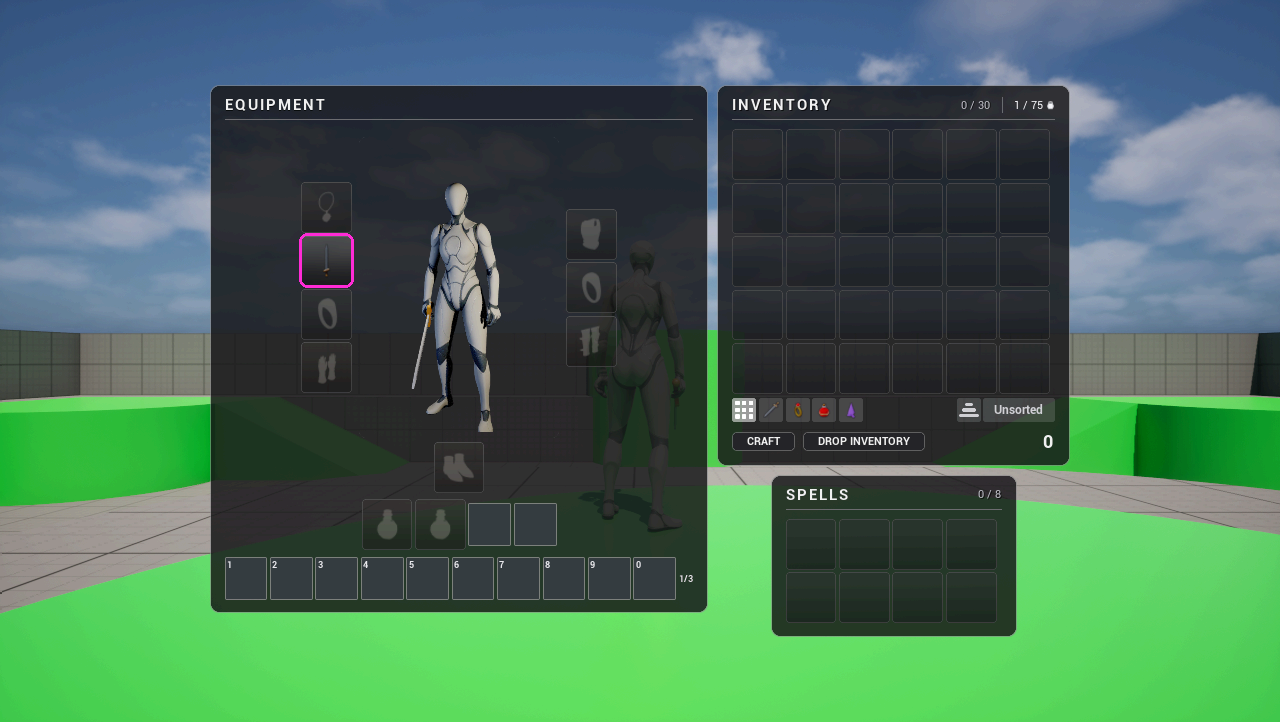 EQUIPMENT
1 2 3 4 5 6 7 8 9 0 1/3
INVENTORY 0 / 30 1 / 75
Unsorted
CRAFT DROP INVENTORY 0
SPELLS 0 / 8